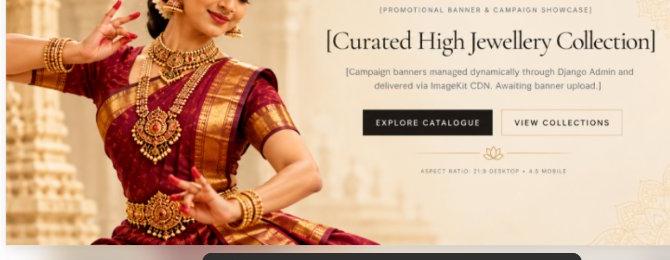 [PROMOTIONAL BANNER & CAMPAIGN SHOWCASE]
[Curated High Jewellery Collection]
[Campaign banners managed dynamically through Django Admin and
delivered via ImageKit CDN. Awaiting banner upload.]
EXPLORE CATALOGUE
VIEW COLLECTIONS
ASPECT RATIO: 21:9 DESKTOP • 4:5 MOBILE